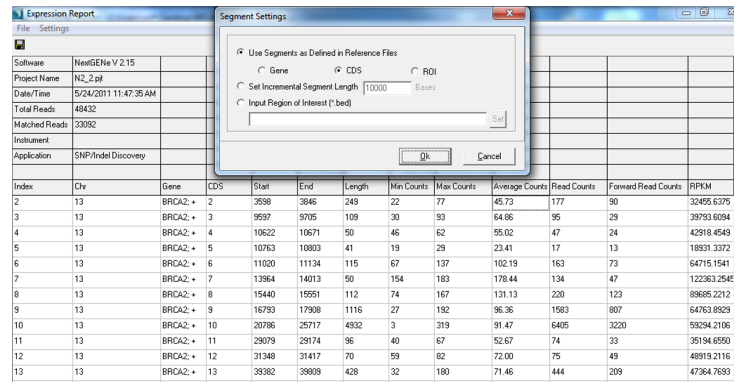 Expression Report
Segment Settings
File Settings
Use Segments as Defined in Reference Files
Gene CDS ROI
Set Incremental Segment Length 10000 Bases
Input Region of Interest (*.bed)
Set
Ok Cancel
Software NextGENe V 2.15
Project Name N2_2.pjt
Date/Time 5/24/2011 11:47:35 AM
Total Reads 48432
Matched Reads 33092
Instrument
Application SNP/Indel Discovery
Index Chr Gene CDS Start End Length Min Counts Max Counts Average Counts Read Counts Forward Read Counts RPKM
2 13 BRCA2; + 2 3598 3846 249 22 77 45.73 177 90 32455.6375
3 13 BRCA2; + 3 9597 9705 109 30 93 64.86 95 29 39793.6094
4 13 BRCA2; + 4 10622 10671 50 46 62 55.02 47 24 42918.4549
5 13 BRCA2; + 5 10763 10803 41 19 29 23.41 17 13 18931.3372
6 13 BRCA2; + 6 11020 11134 115 67 137 102.19 163 73 64715.1541
7 13 BRCA2; + 7 13964 14013 50 154 183 178.44 134 47 122363.2545
8 13 BRCA2; + 8 15440 15551 112 74 167 131.13 220 123 89685.2212
9 13 BRCA2; + 9 16793 17908 1116 27 192 96.36 1583 807 64763.8929
10 13 BRCA2; + 10 20786 25717 4932 3 319 91.47 6405 3220 59294.2106
11 13 BRCA2; + 11 29079 29174 96 40 67 52.67 74 33 35194.6550
12 13 BRCA2; + 12 31348 31417 70 59 82 72.00 75 49 48919.2116
13 13 BRCA2; + 13 39382 39809 428 32 180 71.46 444 209 47364.7693